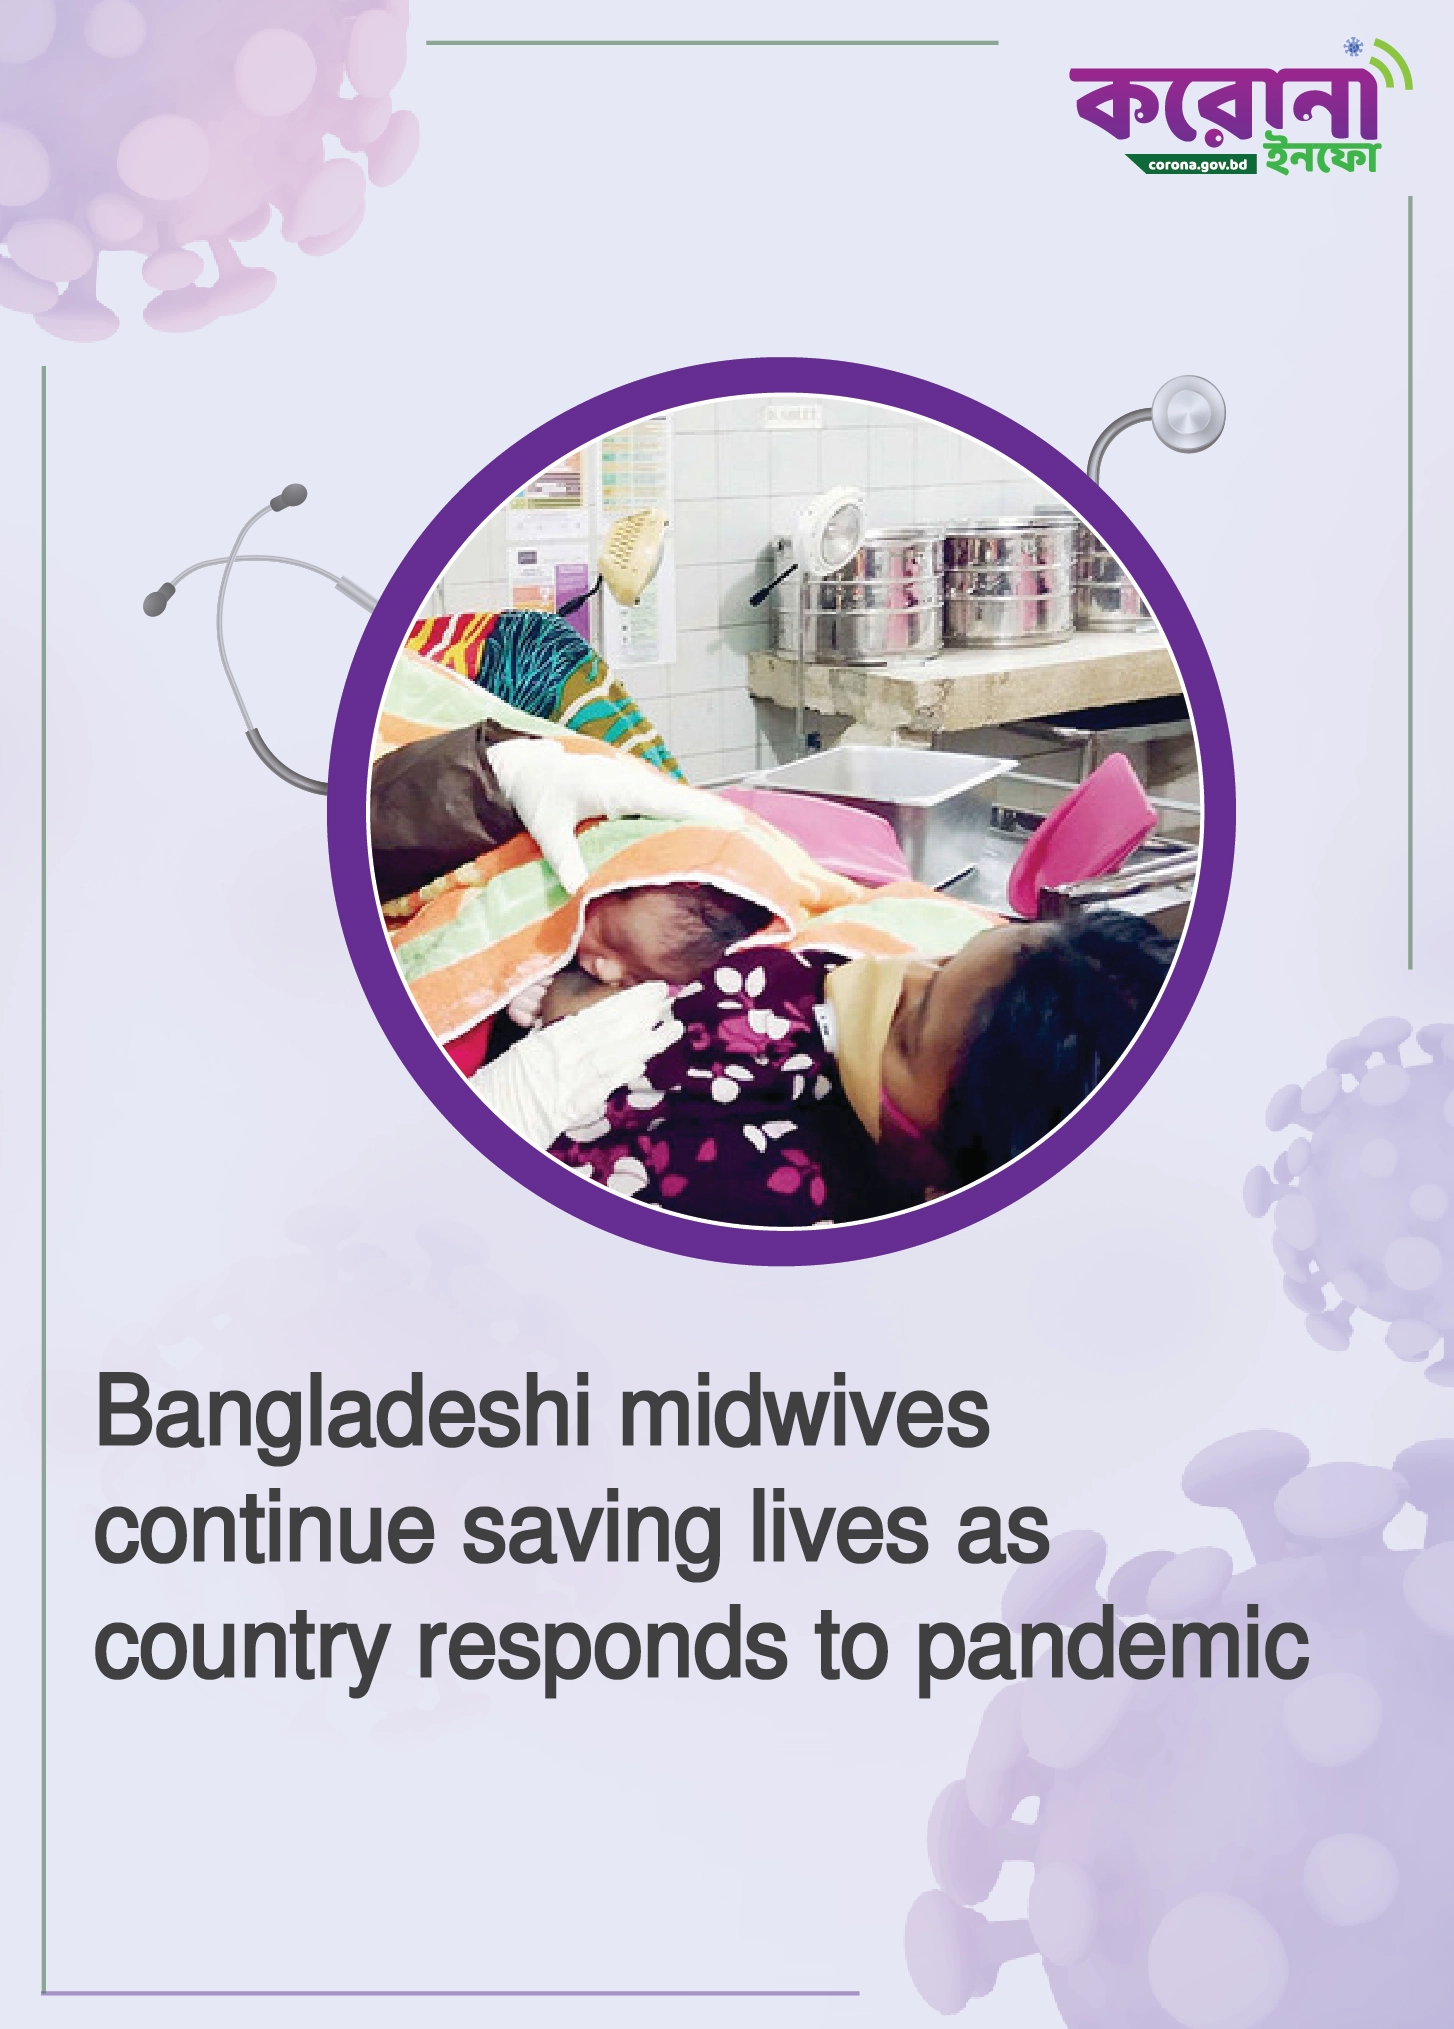 করোনা
ইনফো
corona.gov.bd
Bangladeshi midwives
continue saving lives as
country responds to pandemic